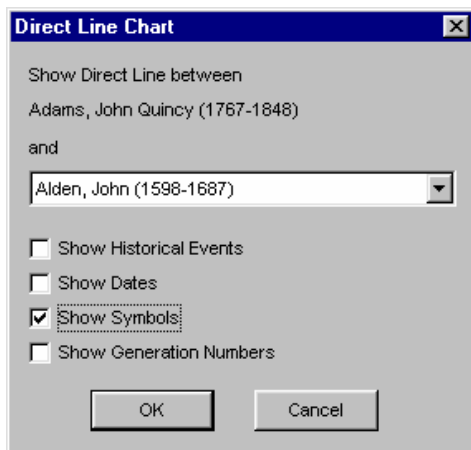 Direct Line Chart
Show Direct Line between
Adams, John Quincy (1767-1848)
and
Alden, John (1598-1687)
Show Historical Events
Show Dates
Show Symbols
Show Generation Numbers
OK Cancel